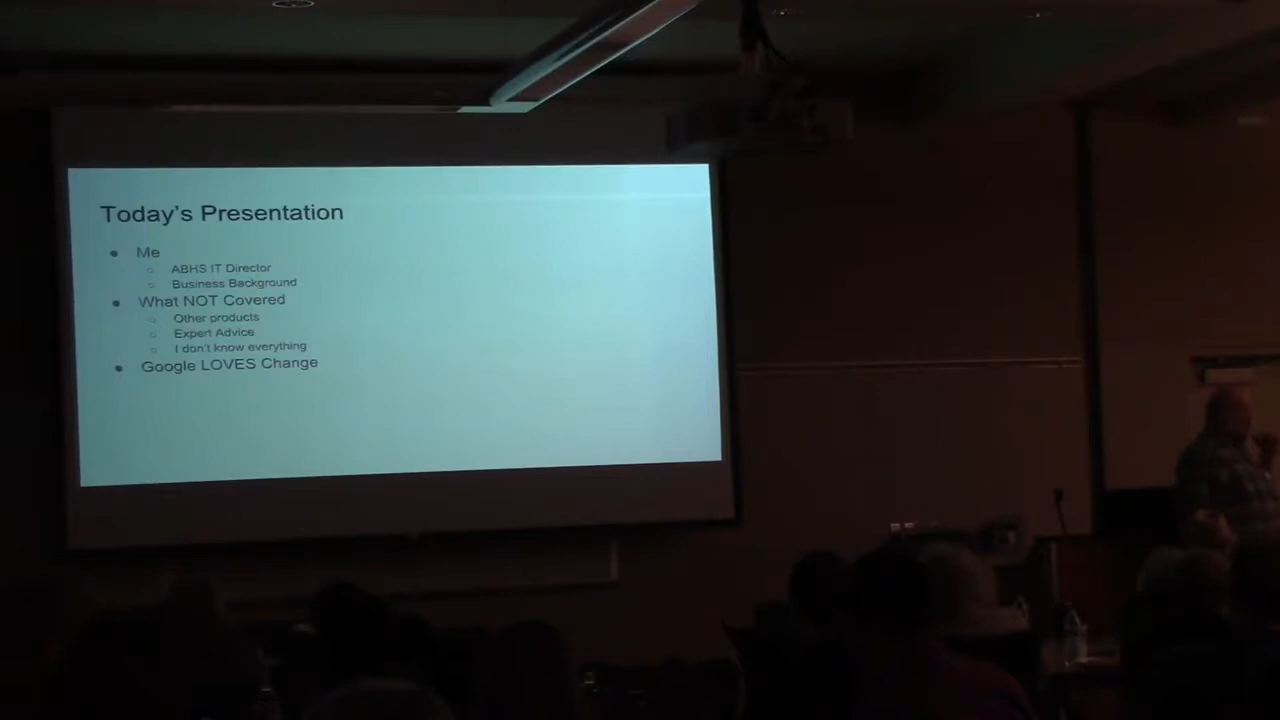 Today's Presentation
● Me
○ ABHS IT Director
○ Business Background
● What NOT Covered
○ Other products
○ Expert Advice
○ I don't know everything
● Google LOVES Change